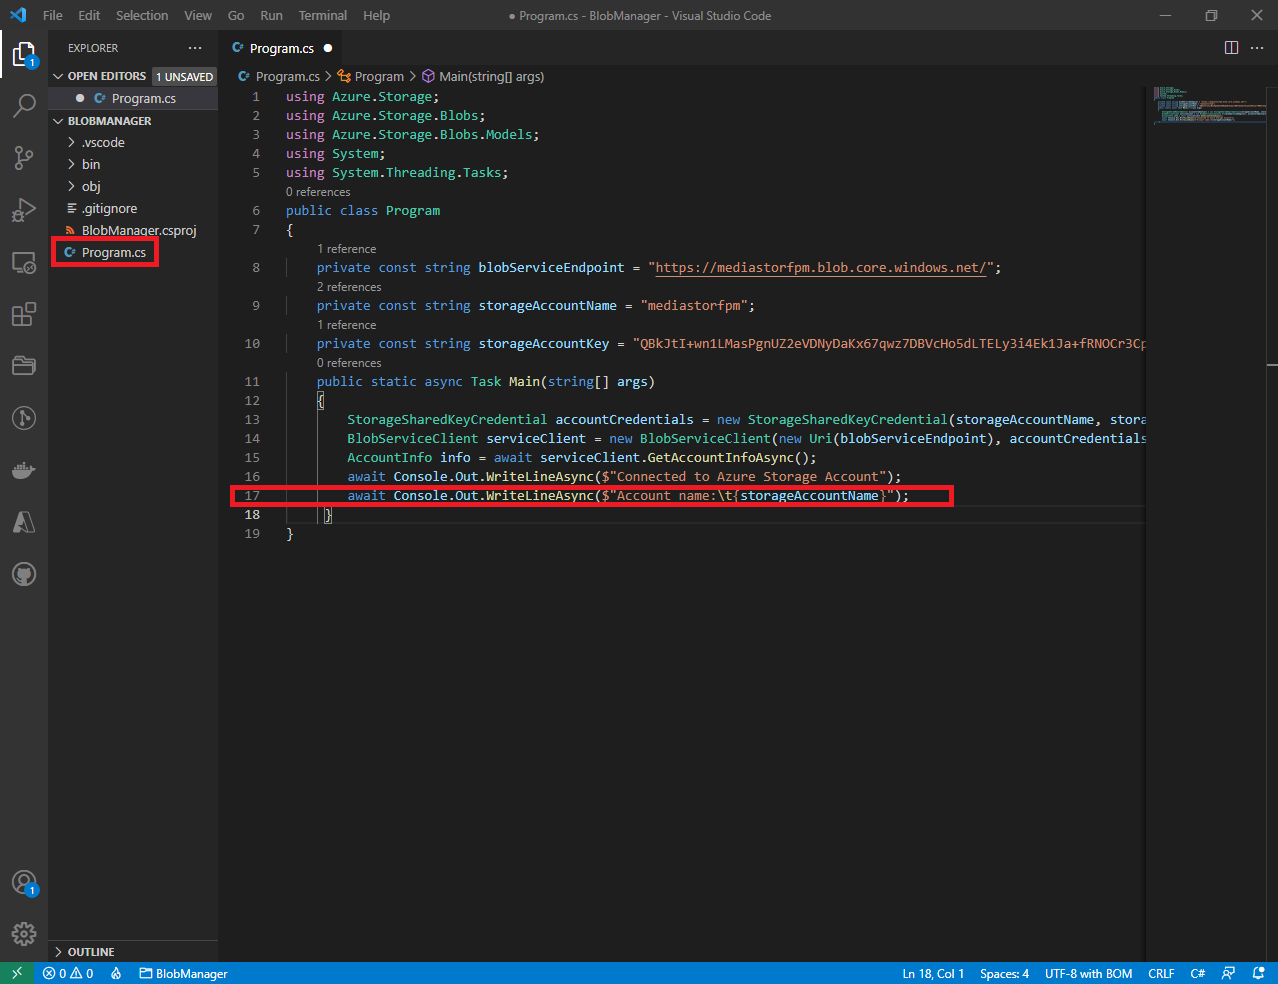 File Edit Selection View Go Run Terminal Help
● Program.cs - BlobManager - Visual Studio Code
EXPLORER
OPEN EDITORS 1 UNSAVED
Program.cs
BLOBMANAGER
.vscode
bin
obj
.gitignore
BlobManager.csproj
Program.cs
OUTLINE
1
1
Program.cs
Program.cs > Program > Main(string[] args)
1 using Azure.Storage;
2 using Azure.Storage.Blobs;
3 using Azure.Storage.Blobs.Models;
4 using System;
5 using System.Threading.Tasks;
0 references
6 public class Program
7 {
1 reference
8 private const string blobServiceEndpoint = "https://mediastorfpm.blob.core.windows.net/";
2 references
9 private const string storageAccountName = "mediastorfpm";
1 reference
10 private const string storageAccountKey = "QBkJtI+wn1LMasPgnUZ2eVDNyDaKx67qwz7DBVcHo5dLTELy3i4Ek1Ja+fRNOCr3Cp
0 references
11 public static async Task Main(string[] args)
12 {
13 StorageSharedKeyCredential accountCredentials = new StorageSharedKeyCredential(storageAccountName, stora
14 BlobServiceClient serviceClient = new BlobServiceClient(new Uri(blobServiceEndpoint), accountCredentials
15 AccountInfo info = await serviceClient.GetAccountInfoAsync();
16 await Console.Out.WriteLineAsync($"Connected to Azure Storage Account");
17 await Console.Out.WriteLineAsync($"Account name:\t{storageAccountName}");
18 }
19 }
0 0 BlobManager
Ln 18, Col 1 Spaces: 4 UTF-8 with BOM CRLF C#